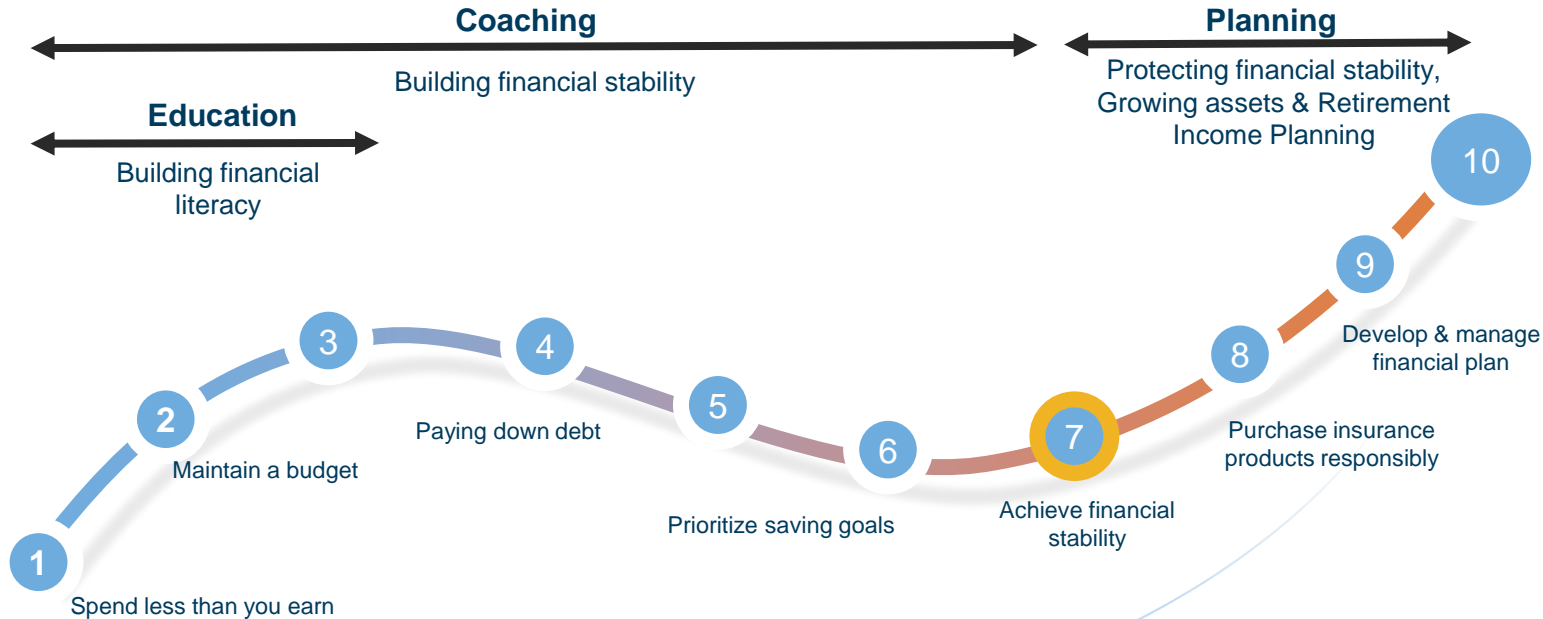 Coaching
Planning
Building financial stability
Protecting financial stability,
Growing assets & Retirement
Income Planning
Education
Building financial
literacy
10
9
3
4
8
Develop & manage
financial plan
5
2
7
6
Paying down debt
Purchase insurance
products responsibly
Maintain a budget
Prioritize saving goals
Achieve financial
stability
1
Spend less than you earn